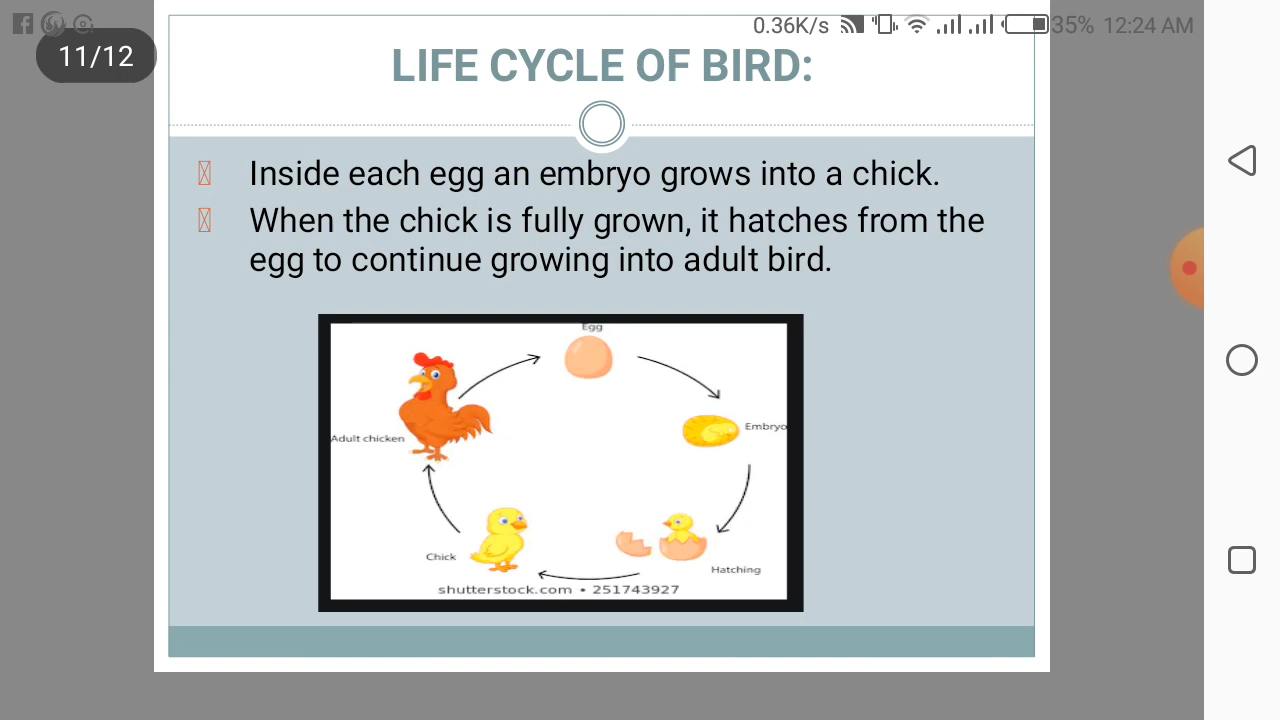 0.36K/s 35% 12:24 AM
11/12
LIFE CYCLE OF BIRD:
Inside each egg an embryo grows into a chick.
When the chick is fully grown, it hatches from the
egg to continue growing into adult bird.
Egg
Embryo
Adult chicken
Chick
Hatching
shutterstock.com • 251743927